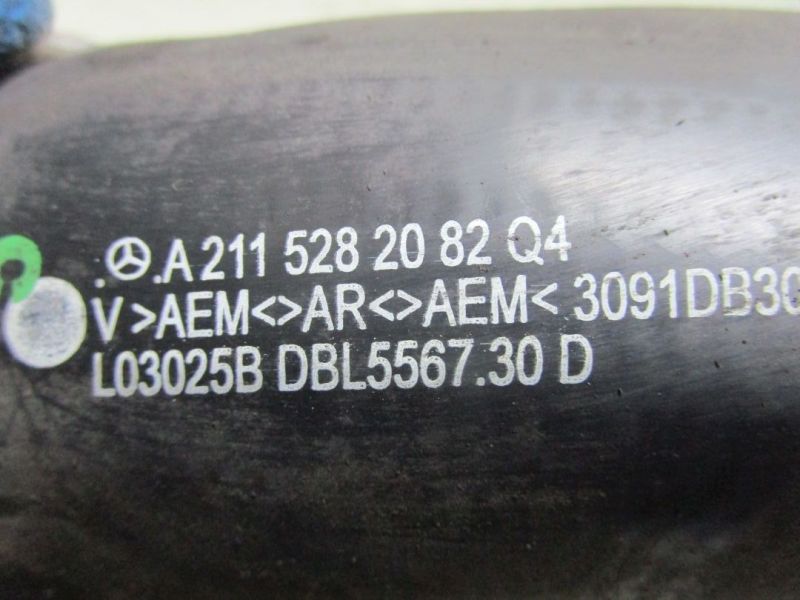 A 211 528 20 82 Q4
V >AEM<>AR<>AEM< 3091DB30
L03025B DBL5567.30 D